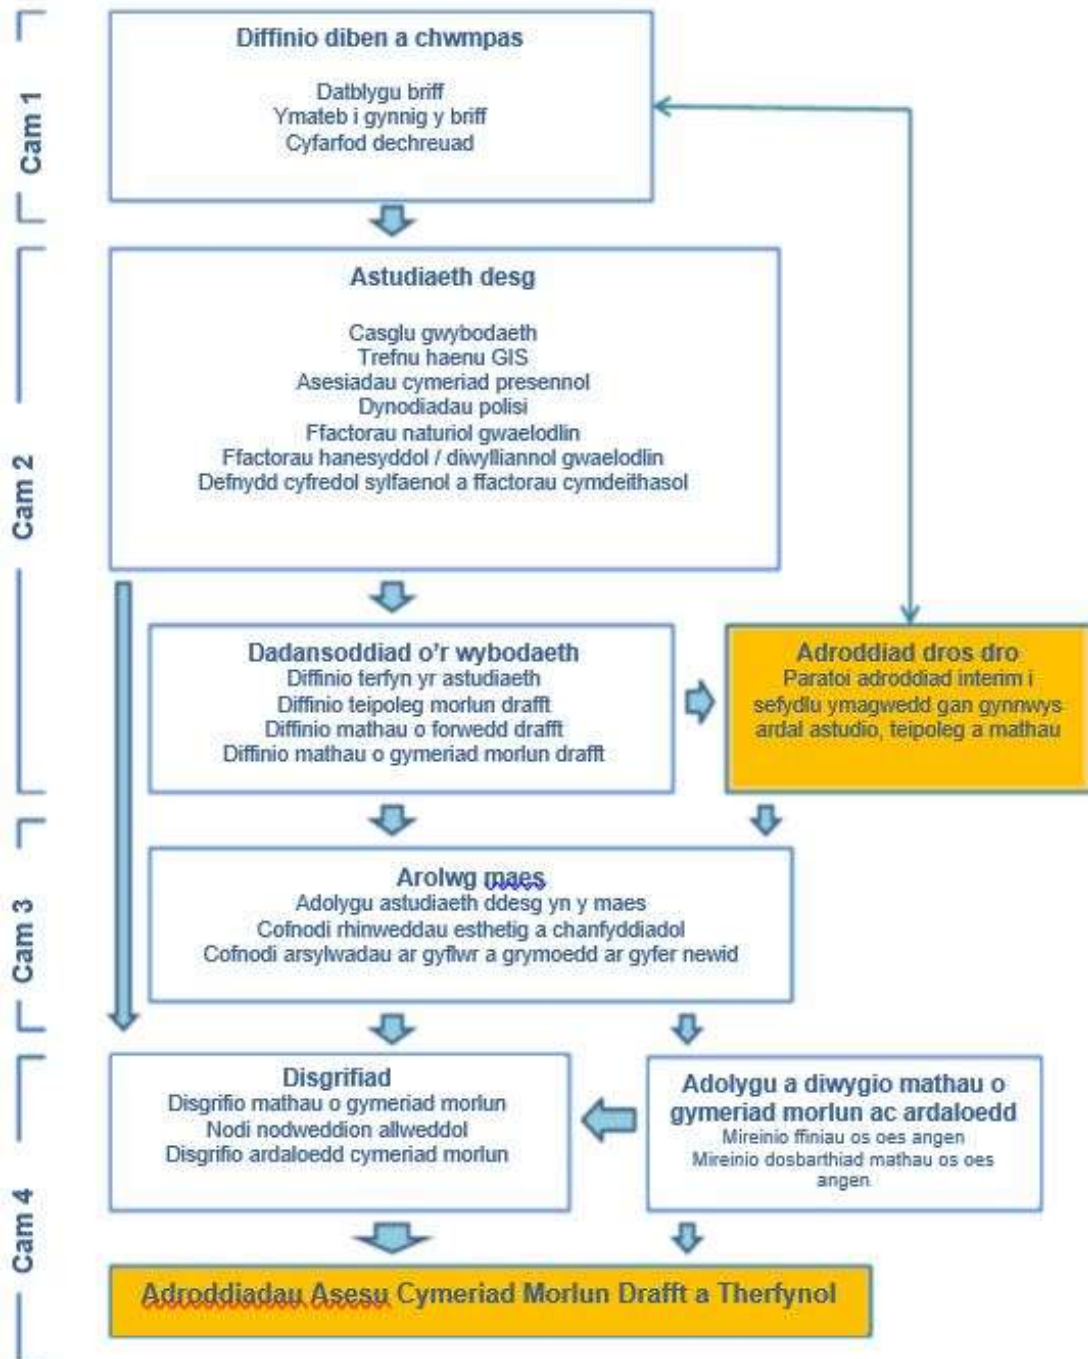 Cam 1
Diffinio diben a chwmpas
Datblygu briff
Ymateb i gynnig y briff
Cyfarfod dechreuad
Cam 2
Astudiaeth desg
Casglu gwybodaeth
Trefnu haenu GIS
Asesiadau cymeriad presennol
Dynodiadau polisi
Ffactorau naturiol gwaelodlin
Ffactorau hanesyddol / diwylliannol gwaelodlin
Defnydd cyfredol sylfaenol a ffactorau cymdeithasol
Dadansoddiad o'r wybodaeth
Diffinio terfyn yr astudiaeth
Diffinio teipoleg morlun drafft
Diffinio mathau o forwedd drafft
Diffinio mathau o gymeriad morlun drafft
Adroddiad dros dro
Paratoi adroddiad interim i
sefydlu ymagwedd gan gynnwys
ardal astudio, teipoleg a mathau
Cam 3
Arolwg maes
Adolygu astudiaeth ddesg yn y maes
Cofnodi rhinweddau esthetig a chanfyddiadol
Cofnodi arsylwadau ar gyflwr a grymoedd ar gyfer newid
Cam 4
Disgrifiad
Disgrifio mathau o gymeriad morlun
Nodi nodweddion allweddol
Disgrifio ardaloedd cymeriad morlun
Adolygu a diwygio mathau o
gymeriad morlun ac ardaloedd
Mireinio ffiniau os oes angen
Mireinio dosbarthiad mathau os oes
angen
Adroddiadau Asesu Cymeriad Morlun Drafft a Therfynol